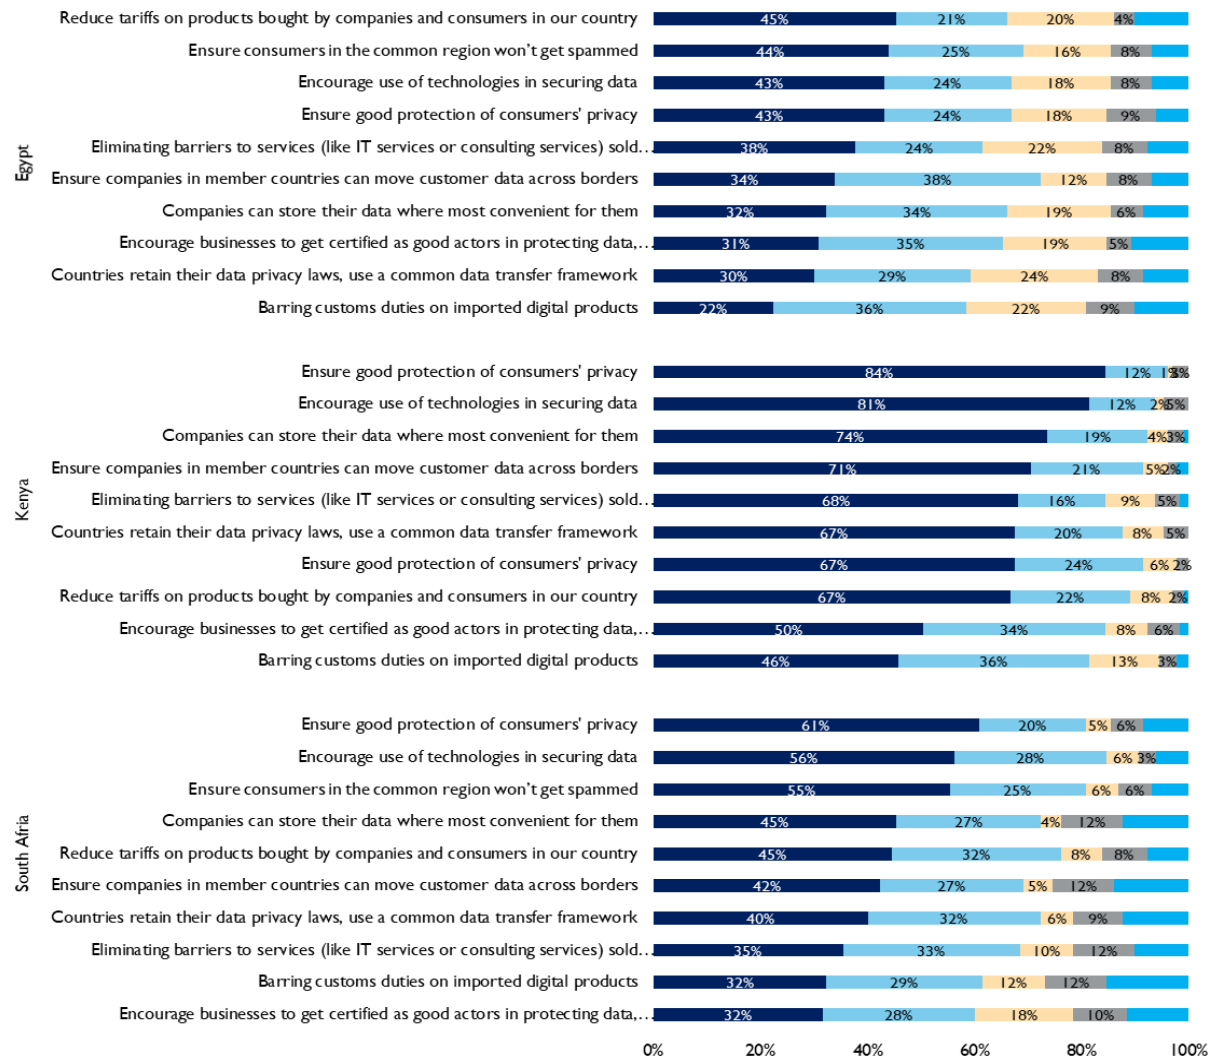 Egypt
Reduce tariffs on products bought by companies and consumers in our country 45% 21% 20% 4%
Ensure consumers in the common region won't get spammed 44% 25% 16% 8%
Encourage use of technologies in securing data 43% 24% 18% 8%
Ensure good protection of consumers' privacy 43% 24% 18% 9%
Eliminating barriers to services (like IT services or consulting services) sold… 38% 24% 22% 8%
Ensure companies in member countries can move customer data across borders 34% 38% 12% 8%
Companies can store their data where most convenient for them 32% 34% 19% 6%
Encourage businesses to get certified as good actors in protecting data,… 31% 35% 19% 5%
Countries retain their data privacy laws, use a common data transfer framework 30% 29% 24% 8%
Barring customs duties on imported digital products 22% 36% 22% 9%
Kenya
Ensure good protection of consumers' privacy 84% 12% 1% 3%
Encourage use of technologies in securing data 81% 12% 2% 5%
Companies can store their data where most convenient for them 74% 19% 4% 3%
Ensure companies in member countries can move customer data across borders 71% 21% 5% 2%
Eliminating barriers to services (like IT services or consulting services) sold… 68% 16% 9% 5%
Countries retain their data privacy laws, use a common data transfer framework 67% 20% 8% 5%
Ensure good protection of consumers' privacy 67% 24% 6% 2%
Reduce tariffs on products bought by companies and consumers in our country 67% 22% 8% 2%
Encourage businesses to get certified as good actors in protecting data,… 50% 34% 8% 6%
Barring customs duties on imported digital products 46% 36% 13% 3%
South Afria
Ensure good protection of consumers' privacy 61% 20% 5% 6%
Encourage use of technologies in securing data 56% 28% 6% 3%
Ensure consumers in the common region won't get spammed 55% 25% 6% 6%
Companies can store their data where most convenient for them 45% 27% 4% 12%
Reduce tariffs on products bought by companies and consumers in our country 45% 32% 8% 8%
Ensure companies in member countries can move customer data across borders 42% 27% 5% 12%
Countries retain their data privacy laws, use a common data transfer framework 40% 32% 6% 9%
Eliminating barriers to services (like IT services or consulting services) sold… 35% 33% 10% 12%
Barring customs duties on imported digital products 32% 29% 12% 12%
Encourage businesses to get certified as good actors in protecting data,… 32% 28% 18% 10%
0% 20% 40% 60% 80% 100%